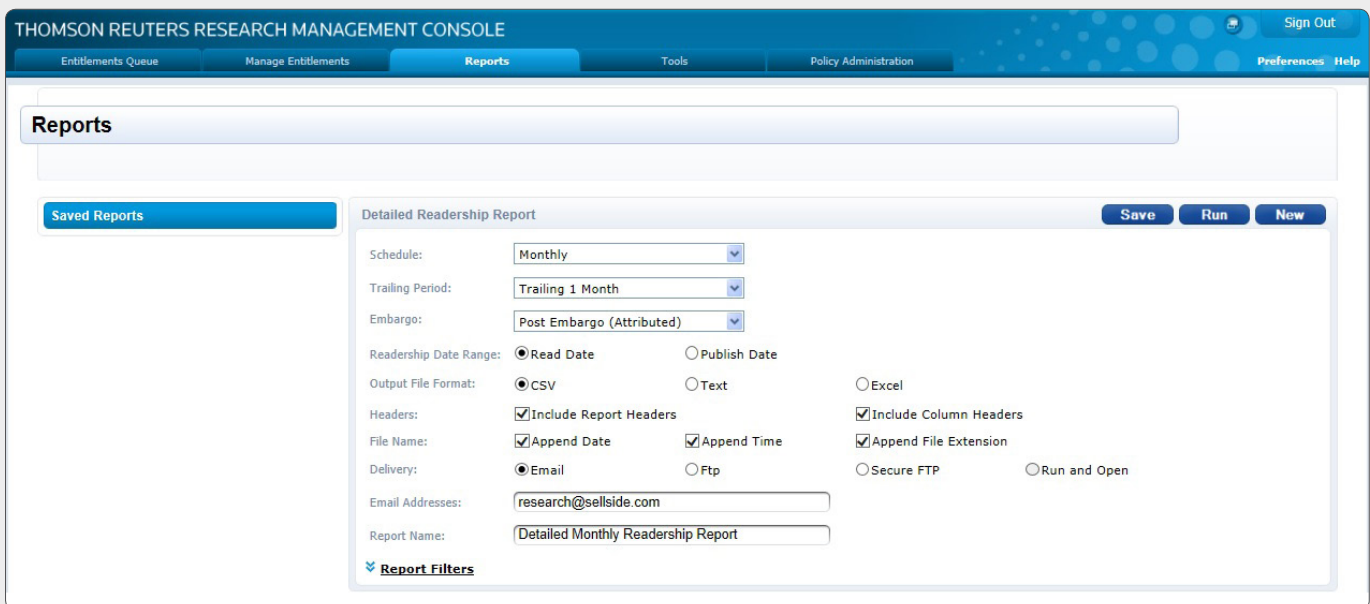 THOMSON REUTERS RESEARCH MANAGEMENT CONSOLE
Sign Out
Entitlements Queue Manage Entitlements Reports Tools Policy Administration Preferences Help
Reports
Saved Reports
Detailed Readership Report Save Run New
Schedule: Monthly
Trailing Period: Trailing 1 Month
Embargo: Post Embargo (Attributed)
Readership Date Range: Read Date Publish Date
Output File Format: CSV Text Excel
Headers: Include Report Headers Include Column Headers
File Name: Append Date Append Time Append File Extension
Delivery: Email Ftp Secure FTP Run and Open
Email Addresses: research@sellside.com
Report Name: Detailed Monthly Readership Report
Report Filters